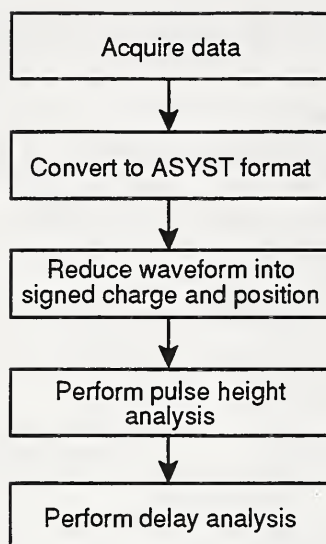 Acquire data
Convert to ASYST format
Reduce waveform into
signed charge and position
Perform pulse height
analysis
Perform delay analysis